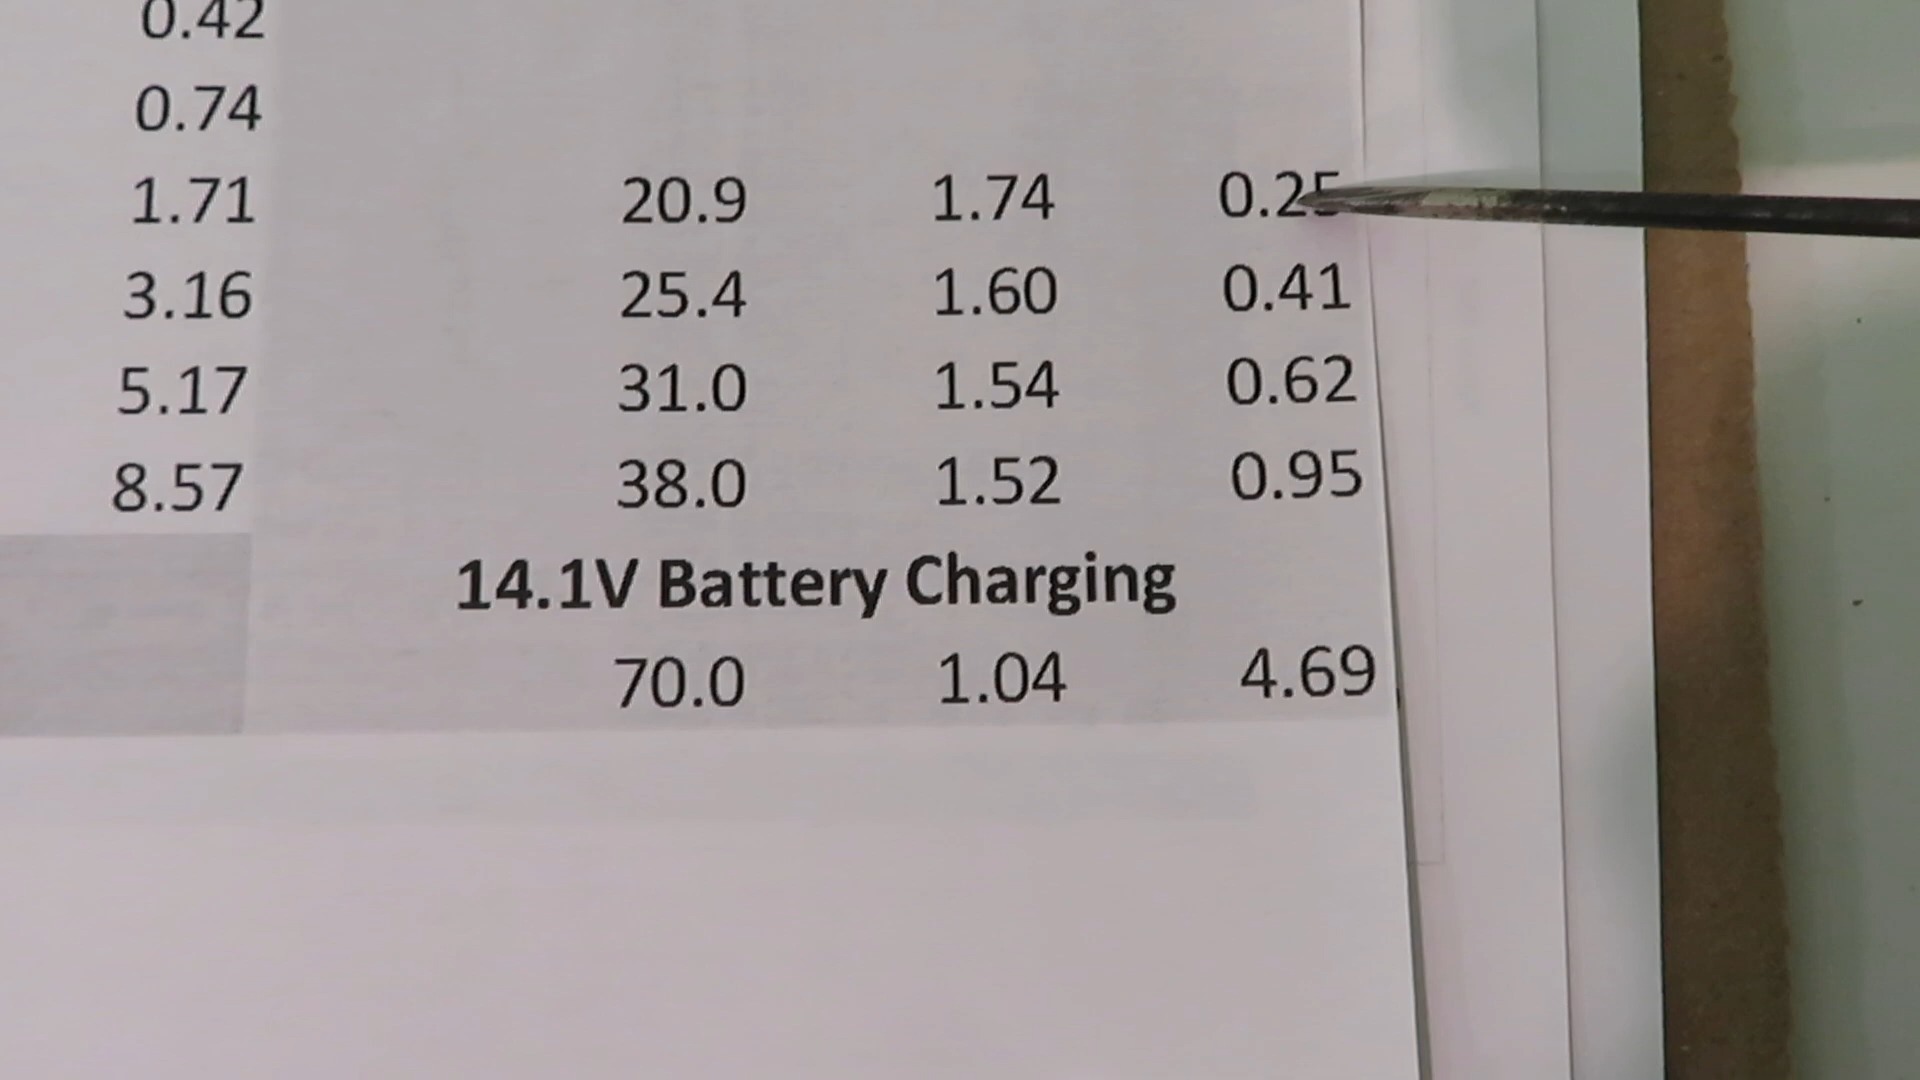 0.42
0.74
1.71 20.9 1.74 0.25
3.16 25.4 1.60 0.41
5.17 31.0 1.54 0.62
8.57 38.0 1.52 0.95
14.1V Battery Charging
70.0 1.04 4.69